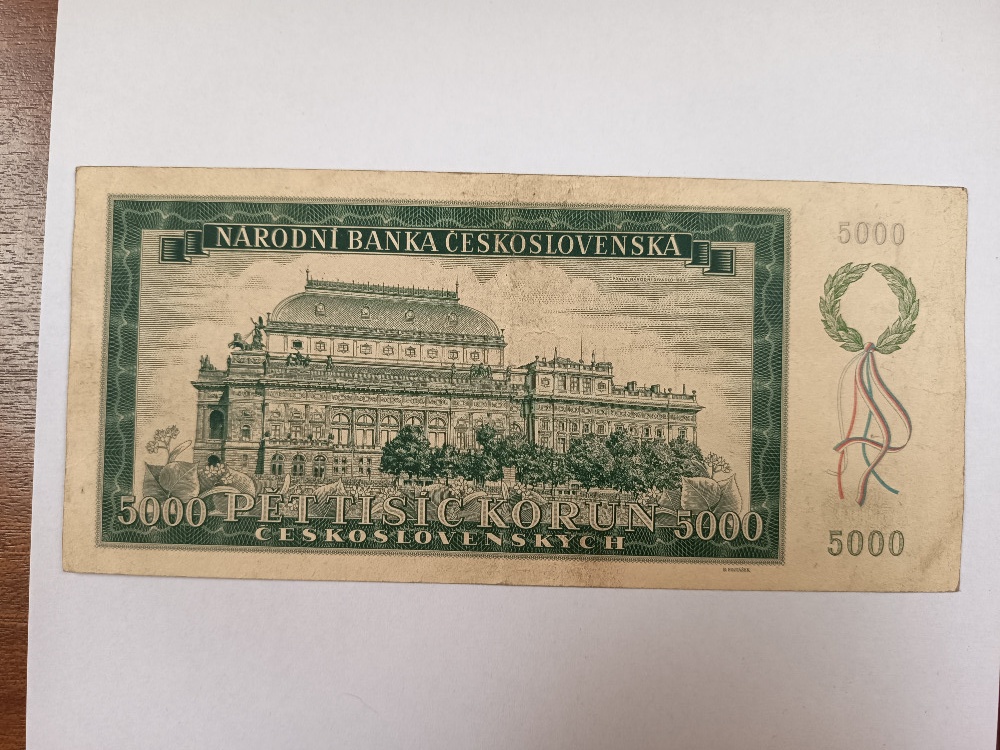 NÁRODNÍ BANKA ČESKOSLOVENSKÁ
5000
5000 PĚT TISÍC KORUN 5000
ČESKOSLOVENSKÝCH
5000